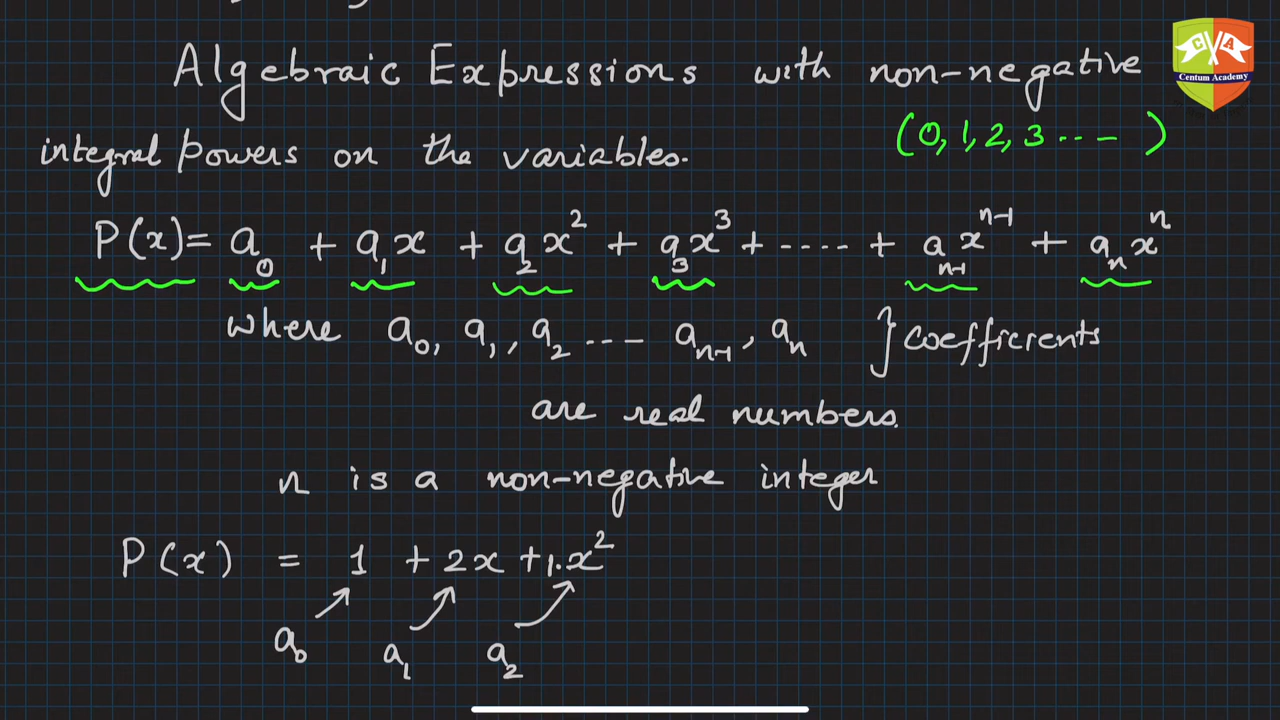 Algebraic Expressions with non-negative
C A
Centum Academy
(0, 1, 2, 3 ---- )
integral powers on the variables.
P(x) = a₀ + a₁x + a₂x² + a₃x³ + ---- + aₙ₋₁xⁿ⁻¹ + aₙxⁿ
where a₀, a₁, a₂ --- aₙ₋₁, aₙ } coefficients
are real numbers.
n is a non-negative integer
P(x) = 1 + 2x + 1.x²
a₀ a₁ a₂